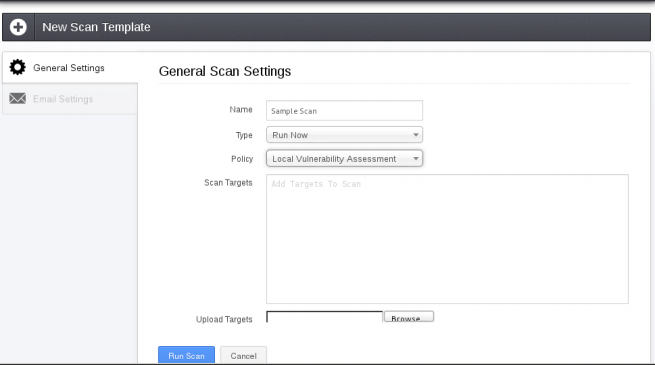 New Scan Template
General Settings
Email Settings
General Scan Settings
Name
Sample Scan
Type
Run Now
Policy
Local Vulnerability Assessment
Scan Targets
Add Targets To Scan
Upload Targets
Browse
Run Scan
Cancel